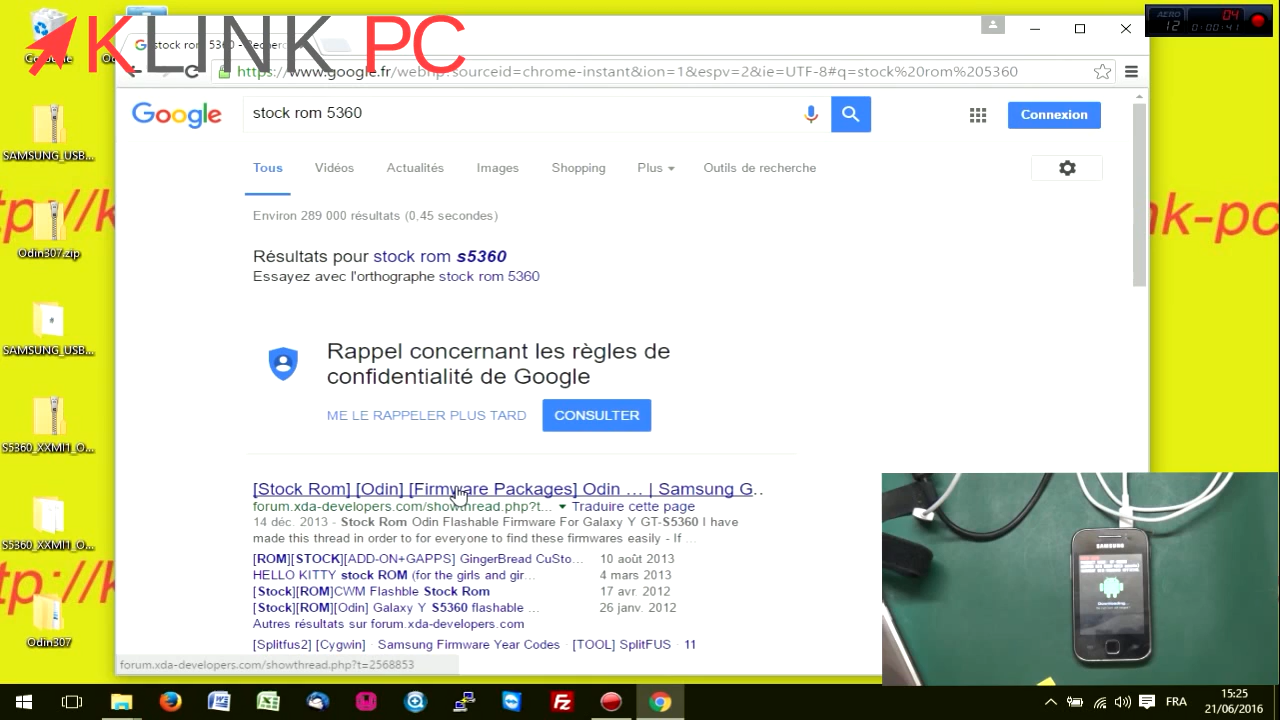 KLINK PC
stock rom 5360 - Recherc
https://www.google.fr/webhp?sourceid=chrome-instant&ion=1&espv=2&ie=UTF-8#q=stock%20rom%205360
AERO
12
04
0:00:41
Google
stock rom 5360
Connexion
Tous Vidéos Actualités Images Shopping Plus Outils de recherche
Environ 289 000 résultats (0,45 secondes)
Résultats pour stock rom s5360
Essayez avec l'orthographe stock rom 5360
Rappel concernant les règles de
confidentialité de Google
ME LE RAPPELER PLUS TARD CONSULTER
[Stock Rom] [Odin] [Firmware Packages] Odin ... | Samsung G..
forum.xda-developers.com/showthread.php?t... Traduire cette page
14 déc. 2013 - Stock Rom Odin Flashable Firmware For Galaxy Y GT-S5360 I have
made this thread in order to for everyone to find these firmwares easily - If ...
[ROM][STOCK][ADD-ON+GAPPS] GingerBread CuSto... 10 août 2013
HELLO KITTY stock ROM (for the girls and gir... 4 mars 2013
[Stock][ROM]CWM Flashble Stock Rom 17 avr. 2012
[Stock][ROM][Odin] Galaxy Y S5360 flashable ... 26 janv. 2012
Autres résultats sur forum.xda-developers.com
[Splitfus2] [Cygwin] · Samsung Firmware Year Codes · [TOOL] SplitFUS · 11
forum.xda-developers.com/showthread.php?t=2568853
SAMSUNG_USB...
Odin307.zip
SAMSUNG_USB...
S5360_XXMI1_O...
S5360_XXMI1_O...
Odin307
link-pc
SAMSUNG
Downloading...
FRA
15:25
21/06/2016